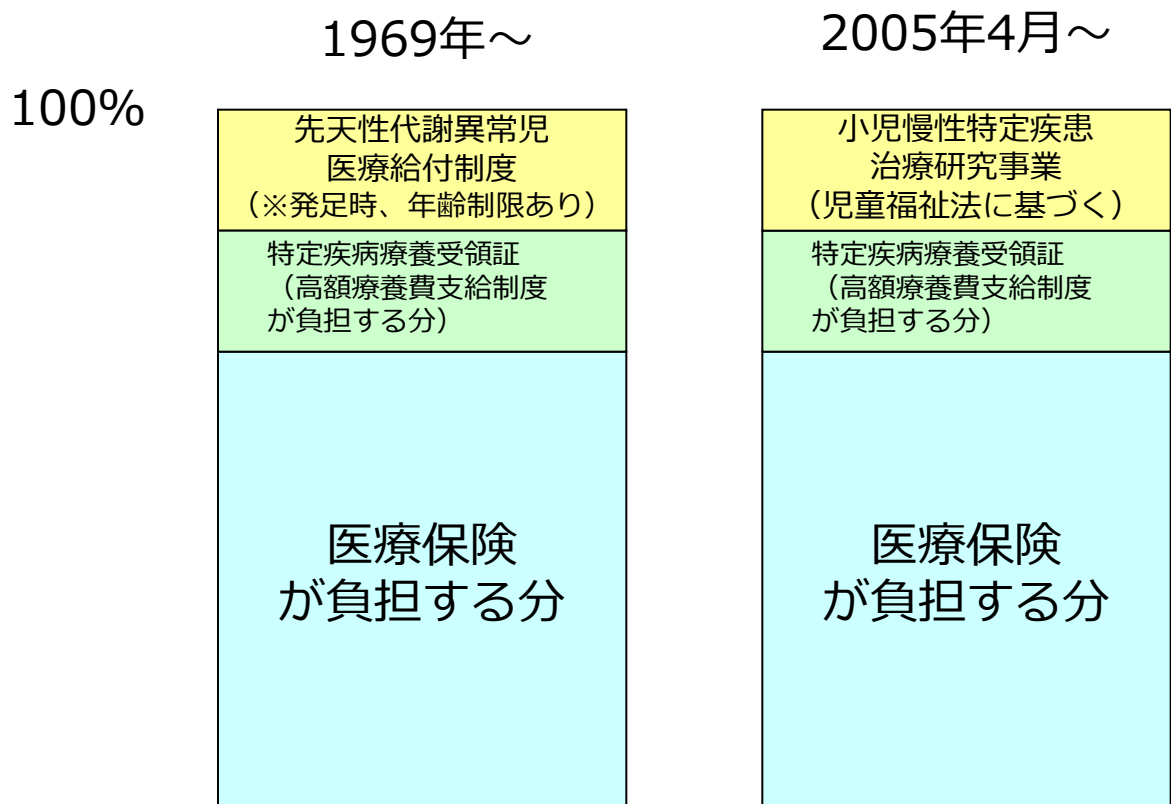 1969年～
2005年4月～
100%
先天性代謝異常児
医療給付制度
（※発足時、年齢制限あり）
特定疾病療養受領証
（高額療養費支給制度
が負担する分）
医療保険
が負担する分
小児慢性特定疾患
治療研究事業
（児童福祉法に基づく）
特定疾病療養受領証
（高額療養費支給制度
が負担する分）
医療保険
が負担する分